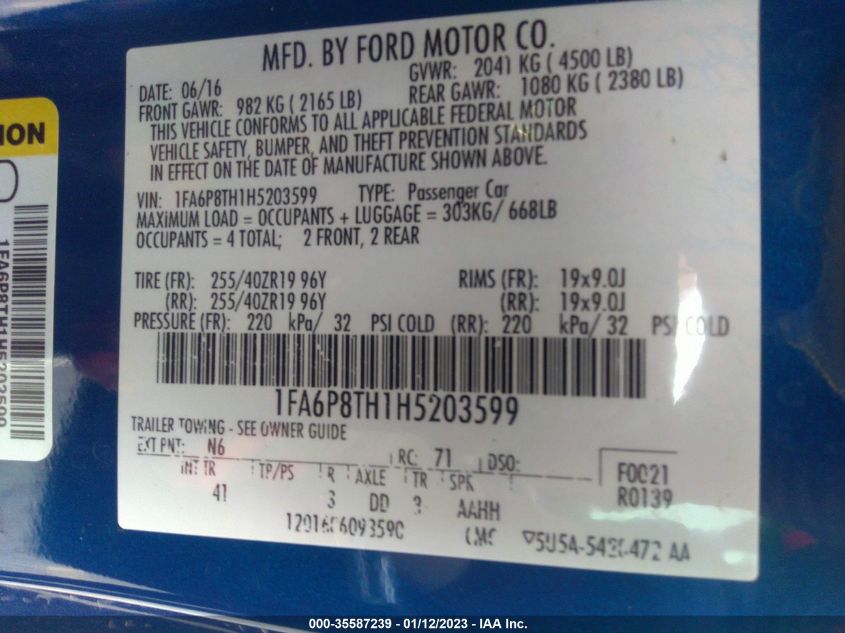 MFD. BY FORD MOTOR CO.
DATE: 06/16 GVWR: 2041 KG ( 4500 LB)
FRONT GAWR: 982 KG ( 2165 LB) REAR GAWR: 1080 KG ( 2380 LB)
THIS VEHICLE CONFORMS TO ALL APPLICABLE FEDERAL MOTOR
VEHICLE SAFETY, BUMPER, AND THEFT PREVENTION STANDARDS
IN EFFECT ON THE DATE OF MANUFACTURE SHOWN ABOVE.
VIN: 1FA6P8TH1H5203599 TYPE: Passenger Car
MAXIMUM LOAD = OCCUPANTS + LUGGAGE = 303KG/ 668LB
OCCUPANTS = 4 TOTAL; 2 FRONT, 2 REAR
TIRE (FR): 255/40ZR19 96Y RIMS (FR): 19x9.0J
(RR): 255/40ZR19 96Y (RR): 19x9.0J
PRESSURE (FR): 220 kPa/ 32 PSI COLD (RR): 220 kPa/ 32 PSI COLD
1FA6P8TH1H5203599
TRAILER TOWING - SEE OWNER GUIDE
EXT PNT: N6 RC: 71 DSO:
INT TR TP/PS R AXLE TR SPR
41 3 DD 3 AAHH
F0021
R0139
ION
1FA6P8TH1H5203599
000-35587239 - 01/12/2023 - IAA Inc.